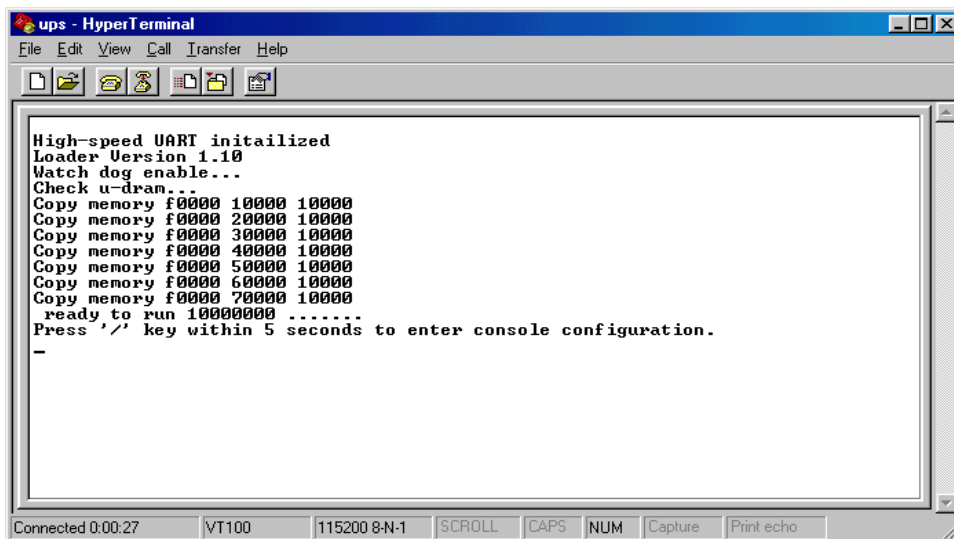 ups - HyperTerminal
File Edit View Call Transfer Help
High-speed UART initailized
Loader Version 1.10
Watch dog enable...
Check u-dram...
Copy memory f0000 10000 10000
Copy memory f0000 20000 10000
Copy memory f0000 30000 10000
Copy memory f0000 40000 10000
Copy memory f0000 50000 10000
Copy memory f0000 60000 10000
Copy memory f0000 70000 10000
ready to run 10000000 .......
Press '/' key within 5 seconds to enter console configuration.
Connected 0:00:27 VT100 115200 8-N-1 SCROLL CAPS NUM Capture Print echo